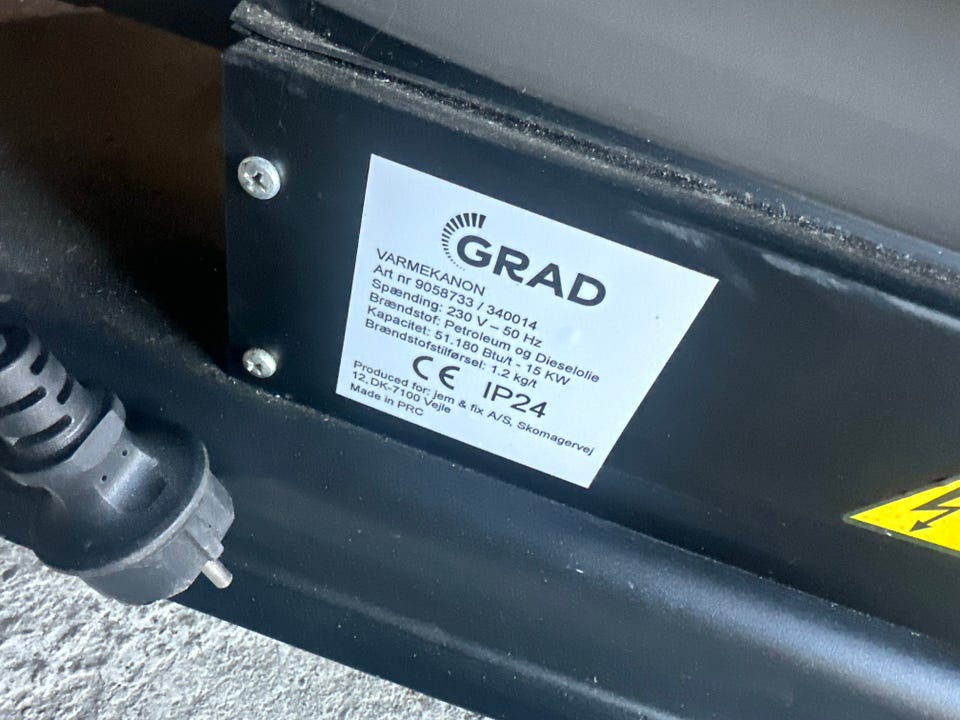 GRAD
VARMEKANON
Art nr 9058733 / 340014
Spænding: 230 V – 50 Hz
Brændstof: Petroleum og Dieselolie
Kapacitet: 51.180 Btu/t - 15 KW
Brændstofstilførsel: 1.2 kg/t
CE IP24
Produced for: jem & fix A/S, Skomagervej
12, DK-7100 Vejle
Made in PRC